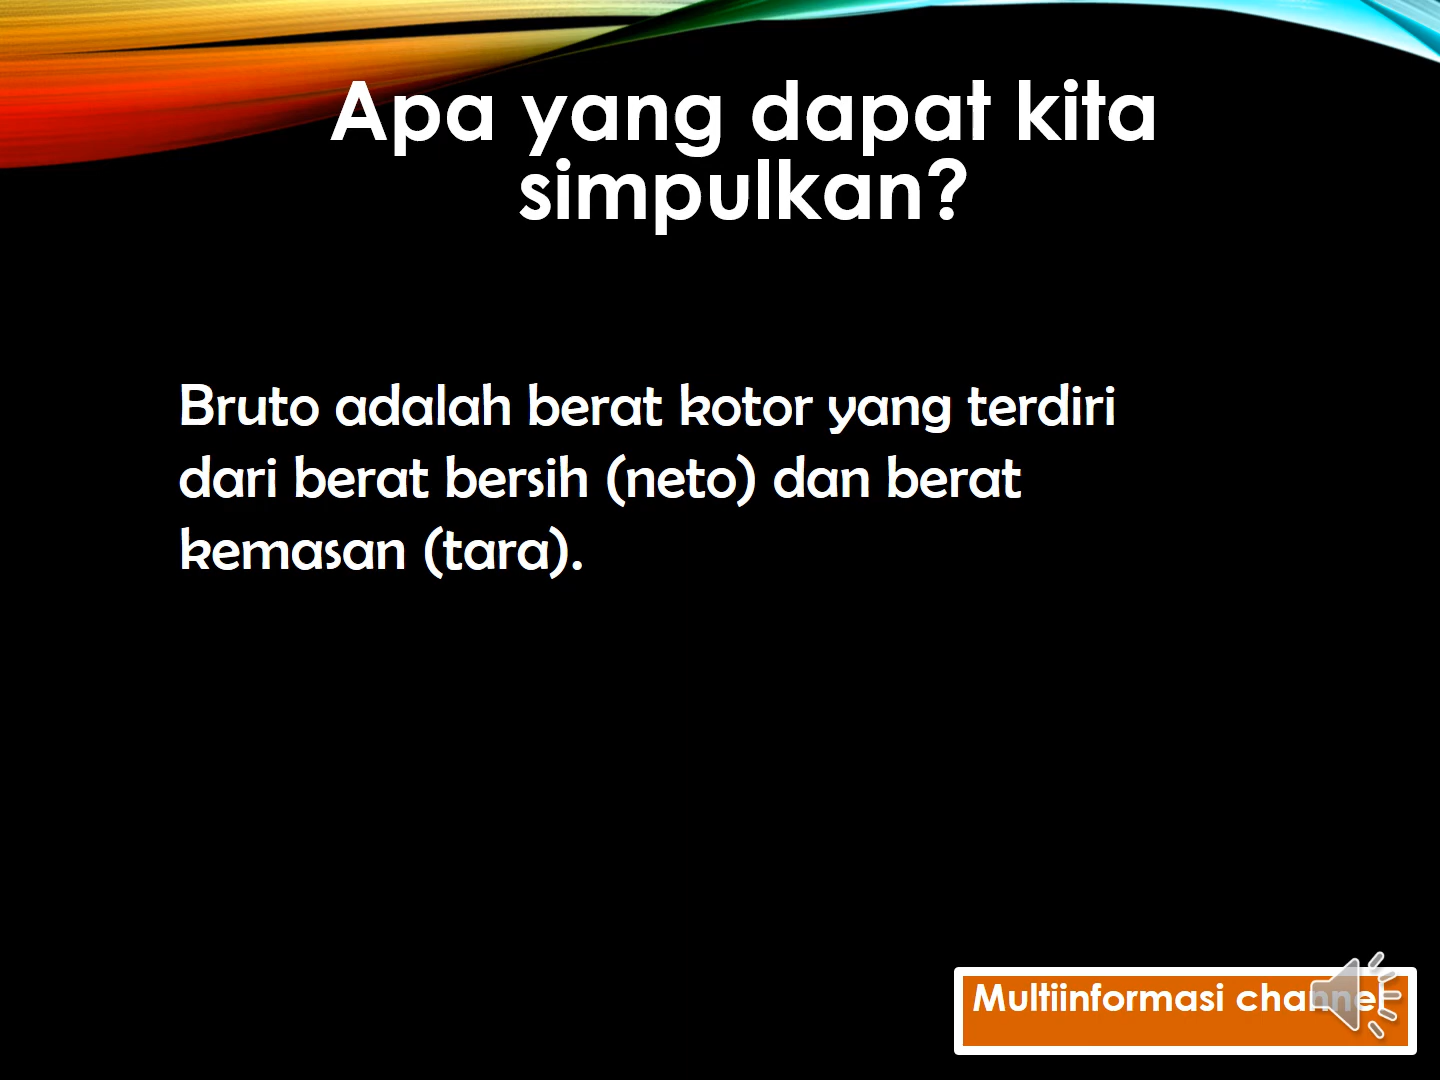 Apa yang dapat kita
simpulkan?
Bruto adalah berat kotor yang terdiri
dari berat bersih (neto) dan berat
kemasan (tara).
Multiinformasi channel